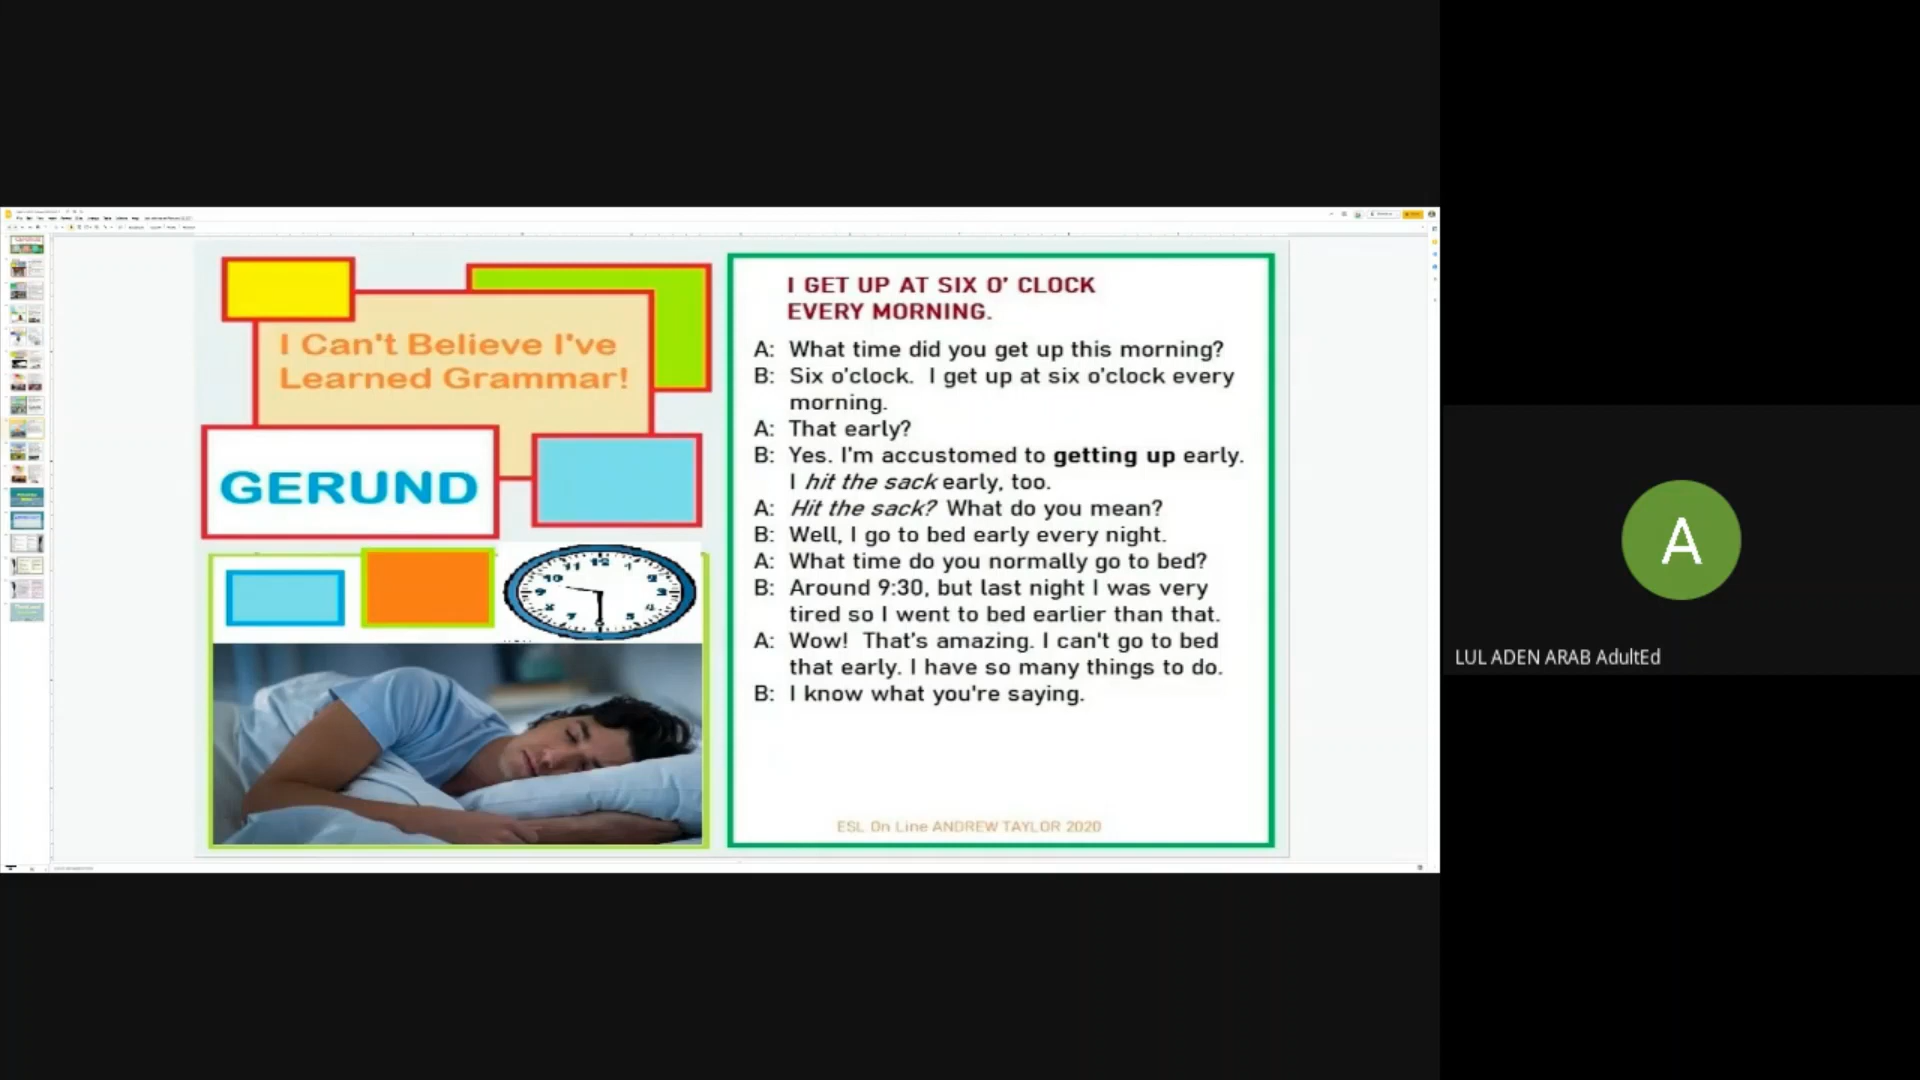 I Can't Believe I've
Learned Grammar!
GERUND
I GET UP AT SIX O' CLOCK
EVERY MORNING.
A: What time did you get up this morning?
B: Six o'clock. I get up at six o'clock every
morning.
A: That early?
B: Yes. I'm accustomed to getting up early.
I hit the sack early, too.
A: Hit the sack? What do you mean?
B: Well, I go to bed early every night.
A: What time do you normally go to bed?
B: Around 9:30, but last night I was very
tired so I went to bed earlier than that.
A: Wow! That's amazing. I can't go to bed
that early. I have so many things to do.
B: I know what you're saying.
ESL On Line ANDREW TAYLOR 2020
A
LUL ADEN ARAB AdultEd